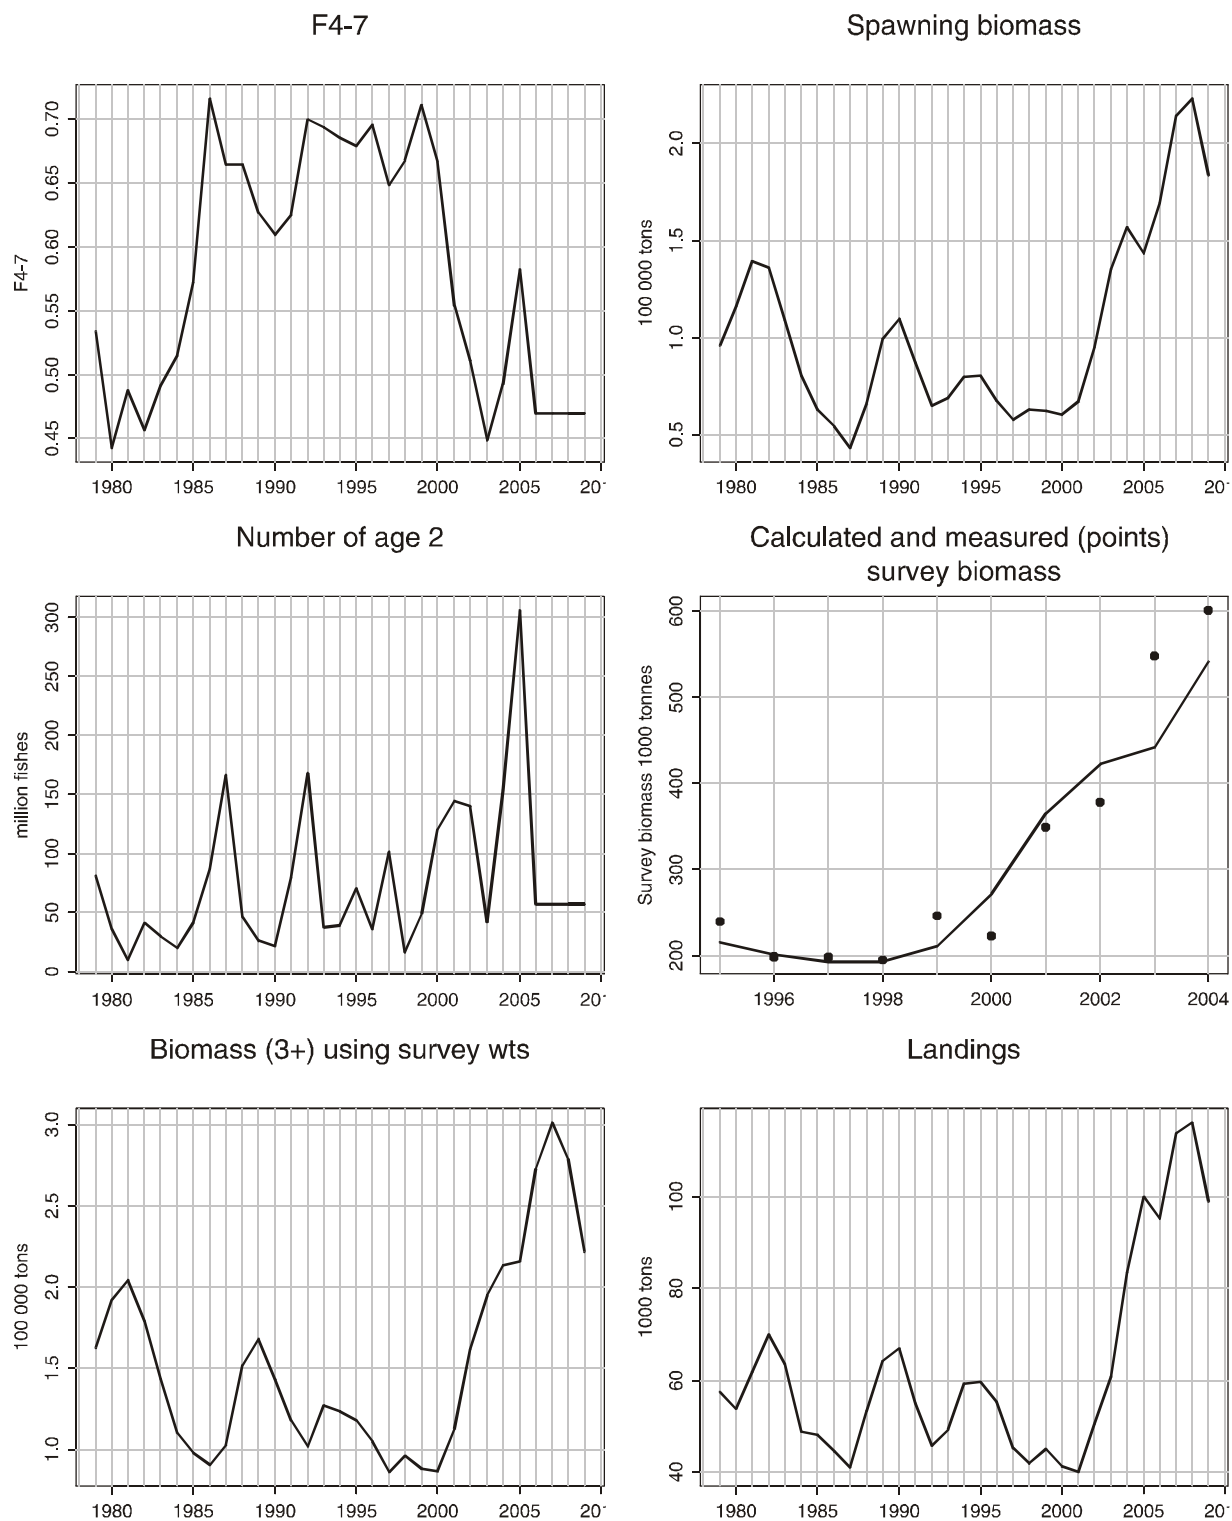 F4-7
Spawning biomass
F4-7
0.45 0.50 0.55 0.60 0.65 0.70
1980 1985 1990 1995 2000 2005 201
100 000 tons
0.5 1.0 1.5 2.0
1980 1985 1990 1995 2000 2005 201
Number of age 2
Calculated and measured (points)
survey biomass
million fishes
0 50 100 150 200 250 300
1980 1985 1990 1995 2000 2005 201
Survey biomass 1000 tonnes
200 300 400 500 600
1996 1998 2000 2002 2004
Biomass (3+) using survey wts
Landings
100 000 tons
1.0 1.5 2.0 2.5 3.0
1980 1985 1990 1995 2000 2005 201
1000 tons
40 60 80 100
1980 1985 1990 1995 2000 2005 201